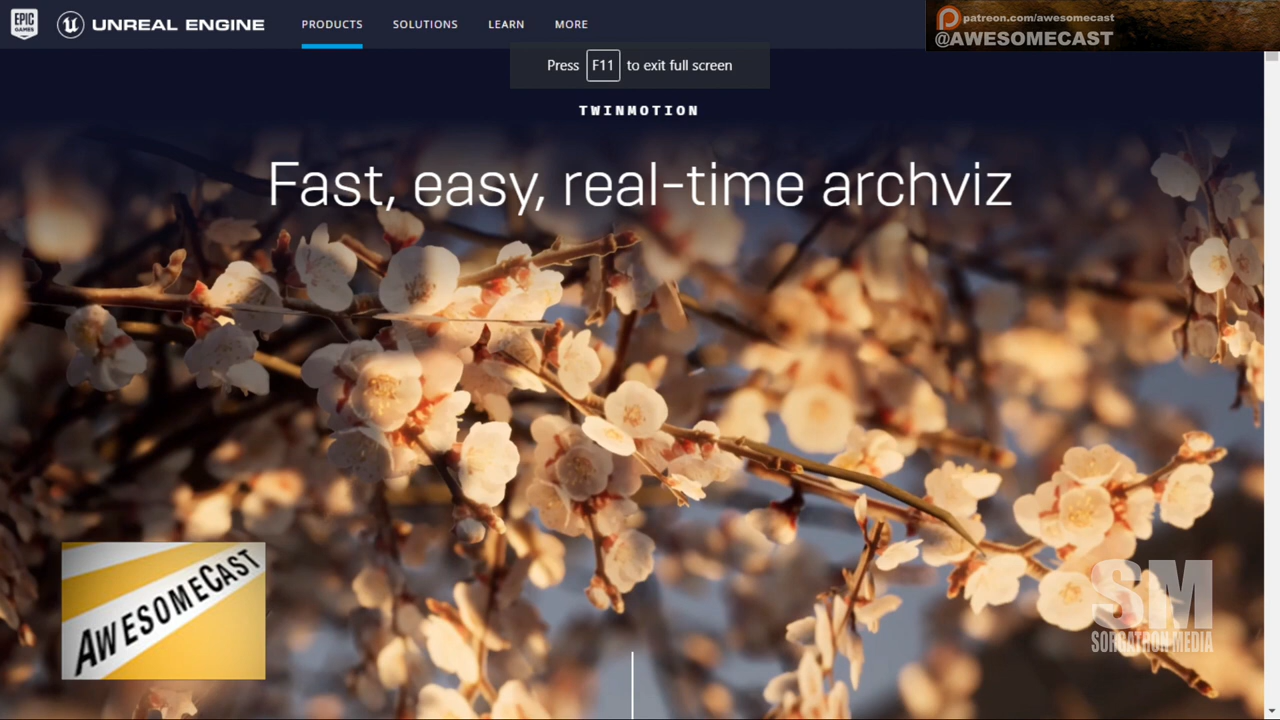 EPIC GAMES
UNREAL ENGINE
PRODUCTS
SOLUTIONS
LEARN
MORE
patreon.com/awesomecast
@AWESOMECAST
Press F11 to exit full screen
TWINMOTION
Fast, easy, real-time archviz
AWESOMECAST
SM
SORGATRON MEDIA